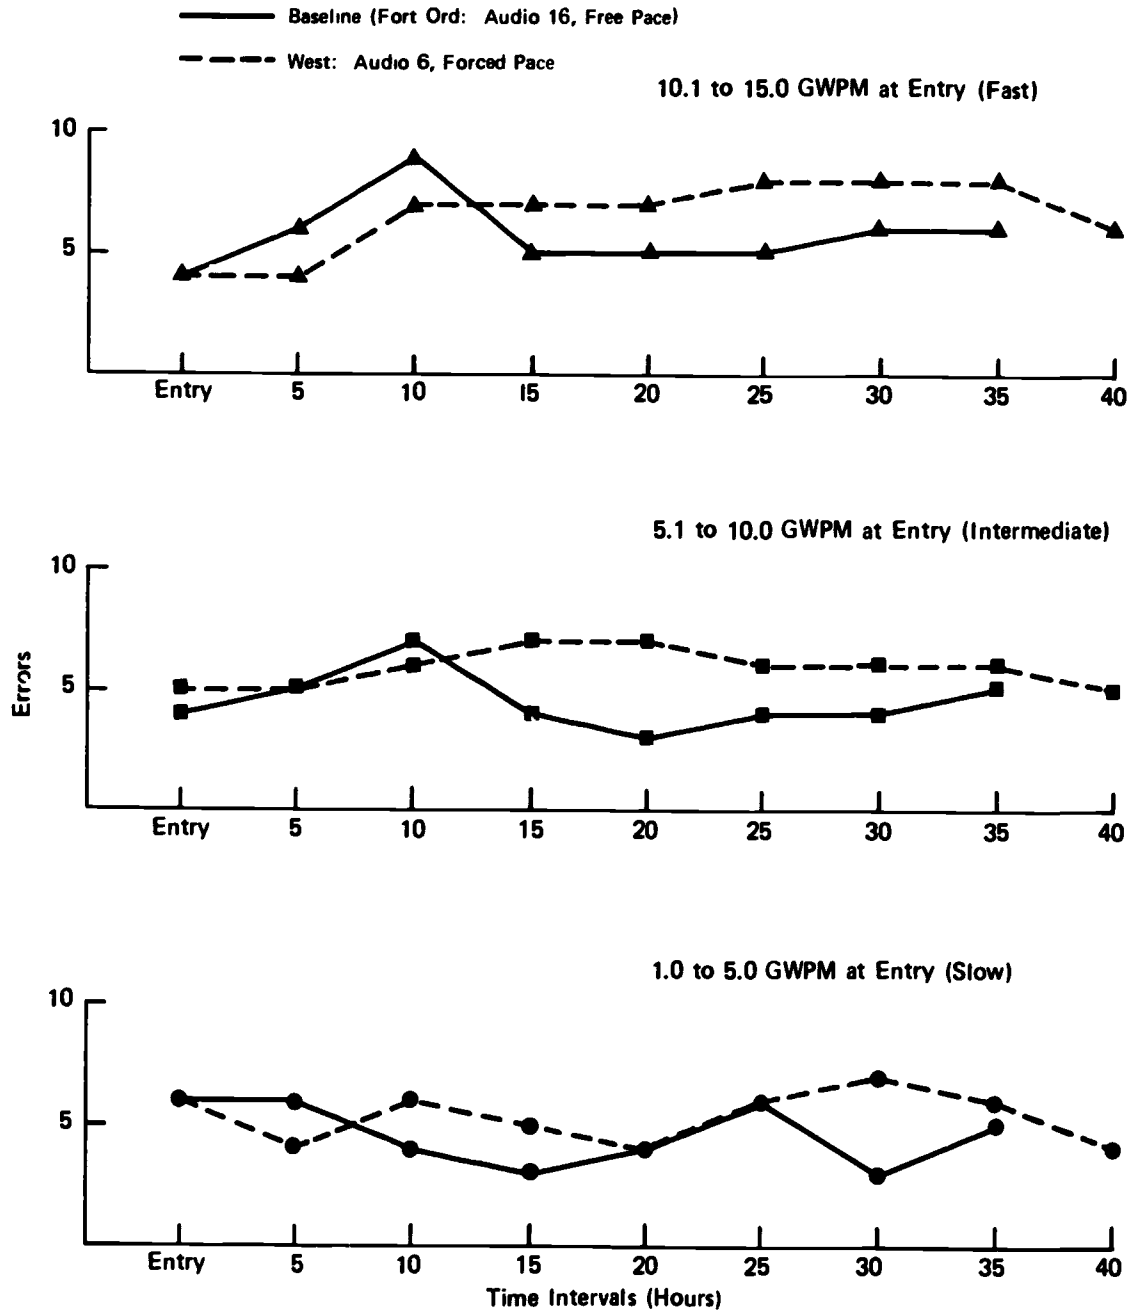 Baseline (Fort Ord: Audio 16, Free Pace)
West: Audio 6, Forced Pace
10.1 to 15.0 GWPM at Entry (Fast)
10
5
Entry 5 10 15 20 25 30 35 40
5.1 to 10.0 GWPM at Entry (Intermediate)
10
5
Errors
Entry 5 10 15 20 25 30 35 40
1.0 to 5.0 GWPM at Entry (Slow)
10
5
Entry 5 10 15 20 25 30 35 40
Time Intervals (Hours)